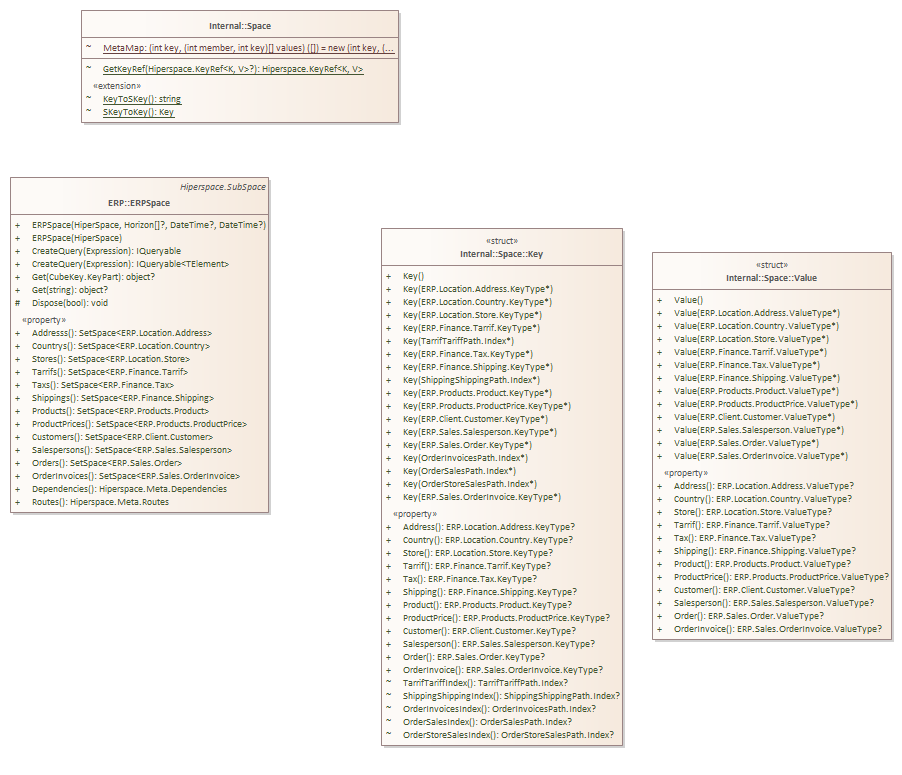 Internal::Space
~ MetaMap: (int key, (int member, int key)[] values) ([]) = new (int key, (...
~ GetKeyRef(Hiperspace.KeyRef<K, V>?): Hiperspace.KeyRef<K, V>
«extension»
~ KeyToSKey(): string
~ SKeyToKey(): Key
Hiperspace.SubSpace
ERP::ERPSpace
+ ERPSpace(HiperSpace, Horizon[]?, DateTime?, DateTime?)
+ ERPSpace(HiperSpace)
+ CreateQuery(Expression): IQueryable
+ CreateQuery(Expression): IQueryable<TElement>
+ Get(CubeKey.KeyPart): object?
+ Get(string): object?
# Dispose(bool): void
«property»
+ Addresss(): SetSpace<ERP.Location.Address>
+ Countrys(): SetSpace<ERP.Location.Country>
+ Stores(): SetSpace<ERP.Location.Store>
+ Tarrifs(): SetSpace<ERP.Finance.Tarrif>
+ Taxs(): SetSpace<ERP.Finance.Tax>
+ Shippings(): SetSpace<ERP.Finance.Shipping>
+ Products(): SetSpace<ERP.Products.Product>
+ ProductPrices(): SetSpace<ERP.Products.ProductPrice>
+ Customers(): SetSpace<ERP.Client.Customer>
+ Salespersons(): SetSpace<ERP.Sales.Salesperson>
+ Orders(): SetSpace<ERP.Sales.Order>
+ OrderInvoices(): SetSpace<ERP.Sales.OrderInvoice>
+ Dependencies(): Hiperspace.Meta.Dependencies
+ Routes(): Hiperspace.Meta.Routes
«struct»
Internal::Space::Key
+ Key()
+ Key(ERP.Location.Address.KeyType*)
+ Key(ERP.Location.Country.KeyType*)
+ Key(ERP.Location.Store.KeyType*)
+ Key(ERP.Finance.Tarrif.KeyType*)
+ Key(TarrifTariffPath.Index*)
+ Key(ERP.Finance.Tax.KeyType*)
+ Key(ERP.Finance.Shipping.KeyType*)
+ Key(ShippingShippingPath.Index*)
+ Key(ERP.Products.Product.KeyType*)
+ Key(ERP.Products.ProductPrice.KeyType*)
+ Key(ERP.Client.Customer.KeyType*)
+ Key(ERP.Sales.Salesperson.KeyType*)
+ Key(ERP.Sales.Order.KeyType*)
+ Key(OrderInvoicesPath.Index*)
+ Key(OrderSalesPath.Index*)
+ Key(OrderStoreSalesPath.Index*)
+ Key(ERP.Sales.OrderInvoice.KeyType*)
«property»
+ Address(): ERP.Location.Address.KeyType?
+ Country(): ERP.Location.Country.KeyType?
+ Store(): ERP.Location.Store.KeyType?
+ Tarrif(): ERP.Finance.Tarrif.KeyType?
+ Tax(): ERP.Finance.Tax.KeyType?
+ Shipping(): ERP.Finance.Shipping.KeyType?
+ Product(): ERP.Products.Product.KeyType?
+ ProductPrice(): ERP.Products.ProductPrice.KeyType?
+ Customer(): ERP.Client.Customer.KeyType?
+ Salesperson(): ERP.Sales.Salesperson.KeyType?
+ Order(): ERP.Sales.Order.KeyType?
+ OrderInvoice(): ERP.Sales.OrderInvoice.KeyType?
~ TarrifTariffIndex(): TarrifTariffPath.Index?
~ ShippingShippingIndex(): ShippingShippingPath.Index?
~ OrderInvoicesIndex(): OrderInvoicesPath.Index?
~ OrderSalesIndex(): OrderSalesPath.Index?
~ OrderStoreSalesIndex(): OrderStoreSalesPath.Index?
«struct»
Internal::Space::Value
+ Value()
+ Value(ERP.Location.Address.ValueType*)
+ Value(ERP.Location.Country.ValueType*)
+ Value(ERP.Location.Store.ValueType*)
+ Value(ERP.Finance.Tarrif.ValueType*)
+ Value(ERP.Finance.Tax.ValueType*)
+ Value(ERP.Finance.Shipping.ValueType*)
+ Value(ERP.Products.Product.ValueType*)
+ Value(ERP.Products.ProductPrice.ValueType*)
+ Value(ERP.Client.Customer.ValueType*)
+ Value(ERP.Sales.Salesperson.ValueType*)
+ Value(ERP.Sales.Order.ValueType*)
+ Value(ERP.Sales.OrderInvoice.ValueType*)
«property»
+ Address(): ERP.Location.Address.ValueType?
+ Country(): ERP.Location.Country.ValueType?
+ Store(): ERP.Location.Store.ValueType?
+ Tarrif(): ERP.Finance.Tarrif.ValueType?
+ Tax(): ERP.Finance.Tax.ValueType?
+ Shipping(): ERP.Finance.Shipping.ValueType?
+ Product(): ERP.Products.Product.ValueType?
+ ProductPrice(): ERP.Products.ProductPrice.ValueType?
+ Customer(): ERP.Client.Customer.ValueType?
+ Salesperson(): ERP.Sales.Salesperson.ValueType?
+ Order(): ERP.Sales.Order.ValueType?
+ OrderInvoice(): ERP.Sales.OrderInvoice.ValueType?